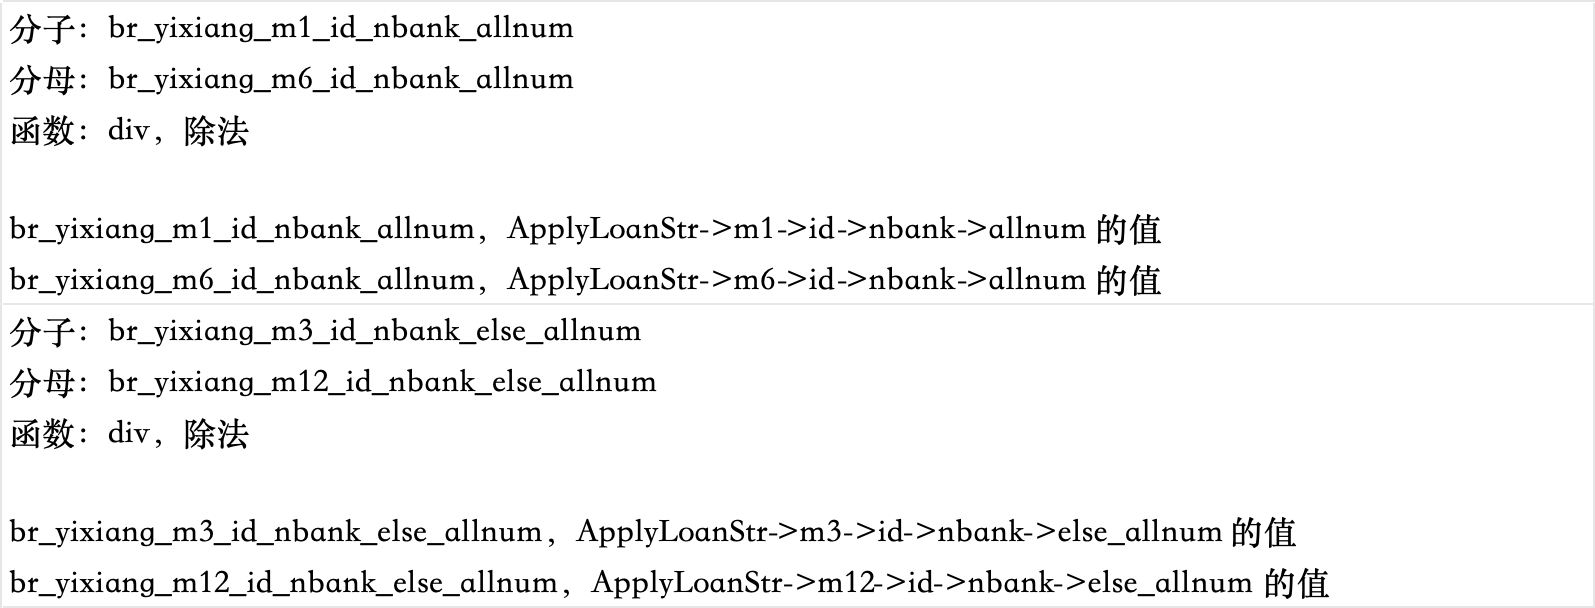 分子：br_yixiang_m1_id_nbank_allnum
分母：br_yixiang_m6_id_nbank_allnum
函数：div，除法
br_yixiang_m1_id_nbank_allnum，ApplyLoanStr->m1->id->nbank->allnum 的值
br_yixiang_m6_id_nbank_allnum，ApplyLoanStr->m6->id->nbank->allnum 的值
分子：br_yixiang_m3_id_nbank_else_allnum
分母：br_yixiang_m12_id_nbank_else_allnum
函数：div，除法
br_yixiang_m3_id_nbank_else_allnum，ApplyLoanStr->m3->id->nbank->else_allnum 的值
br_yixiang_m12_id_nbank_else_allnum，ApplyLoanStr->m12->id->nbank->else_allnum 的值